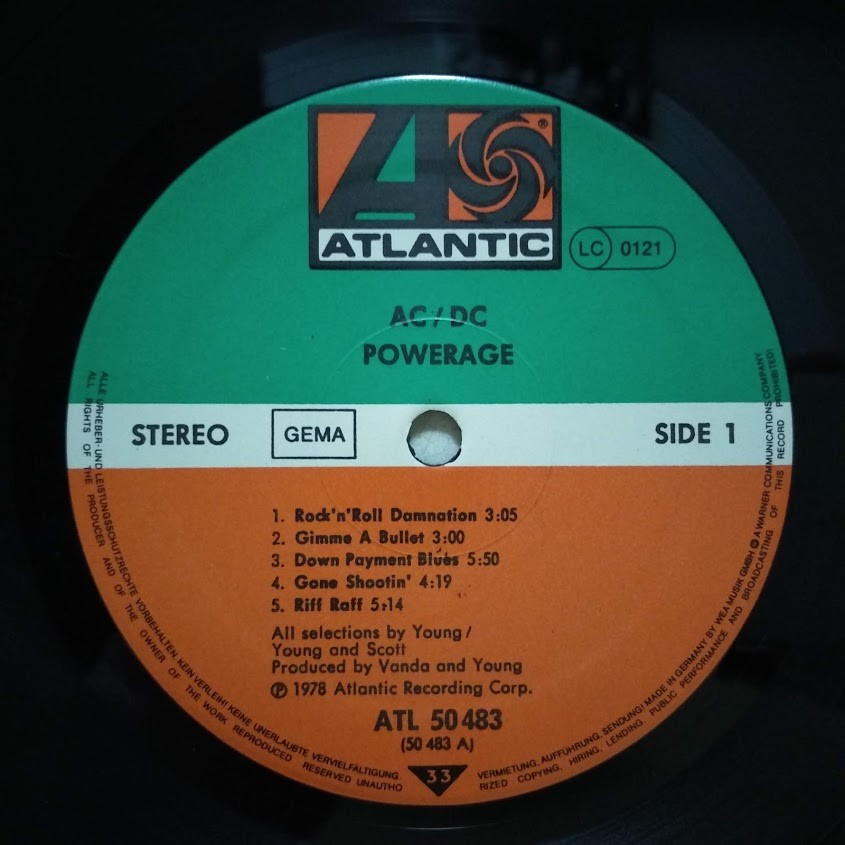 ®
ATLANTIC
LC 0121
AC/DC
POWERAGE
STEREO
GEMA
SIDE 1
1. Rock'n'Roll Damnation 3:05
2. Gimme A Bullet 3:00
3. Down Payment Blues 5:50
4. Gone Shootin' 4:19
5. Riff Raff 5:14
All selections by Young/
Young and Scott
Produced by Vanda and Young
℗ 1978 Atlantic Recording Corp.
ATL 50 483
(50 483 A)
33
ALLE URHEBER- UND LEISTUNGSSCHUTZRECHTE VORBEHALTEN. KEIN VERLEIH! KEINE UNERLAUBTE VERVIELFÄLTIGUNG,
VERMIETUNG, AUFFÜHRUNG, SENDUNG! MADE IN GERMANY BY WEA MUSIK GMBH ℗ A WARNER COMMUNICATIONS COMPANY
ALL RIGHTS OF THE PRODUCER AND OF THE OWNER OF THE WORK REPRODUCED RESERVED UNAUTHO
RIZED COPYING, HIRING, LENDING PUBLIC PERFORMANCE AND BROADCASTING OF THIS RECORD PROHIBITED!